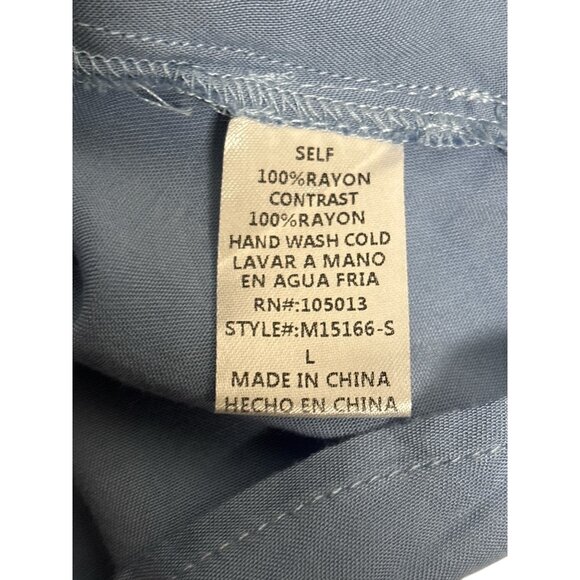 SELF
100%RAYON
CONTRAST
100%RAYON
HAND WASH COLD
LAVAR A MANO
EN AGUA FRIA
RN#:105013
STYLE#:M15166-S
L
MADE IN CHINA
HECHO EN CHINA